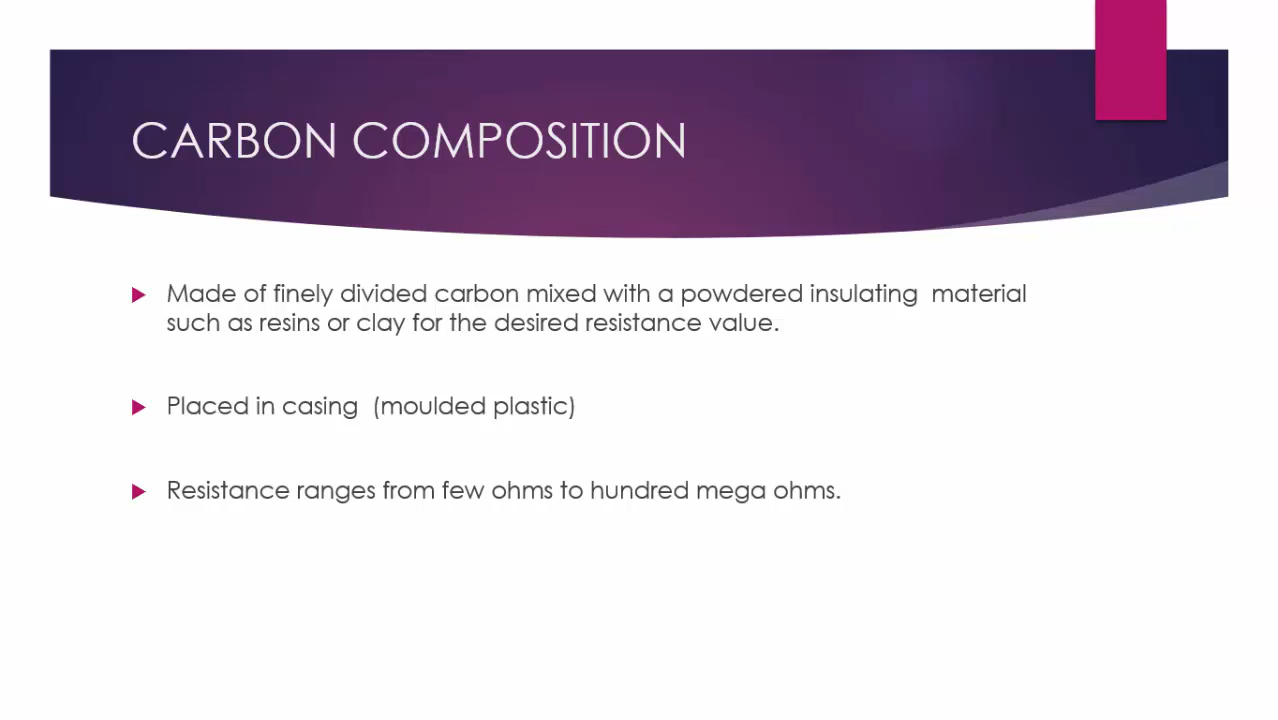 CARBON COMPOSITION
Made of finely divided carbon mixed with a powdered insulating  material
such as resins or clay for the desired resistance value.
Placed in casing  (moulded plastic)
Resistance ranges from few ohms to hundred mega ohms.